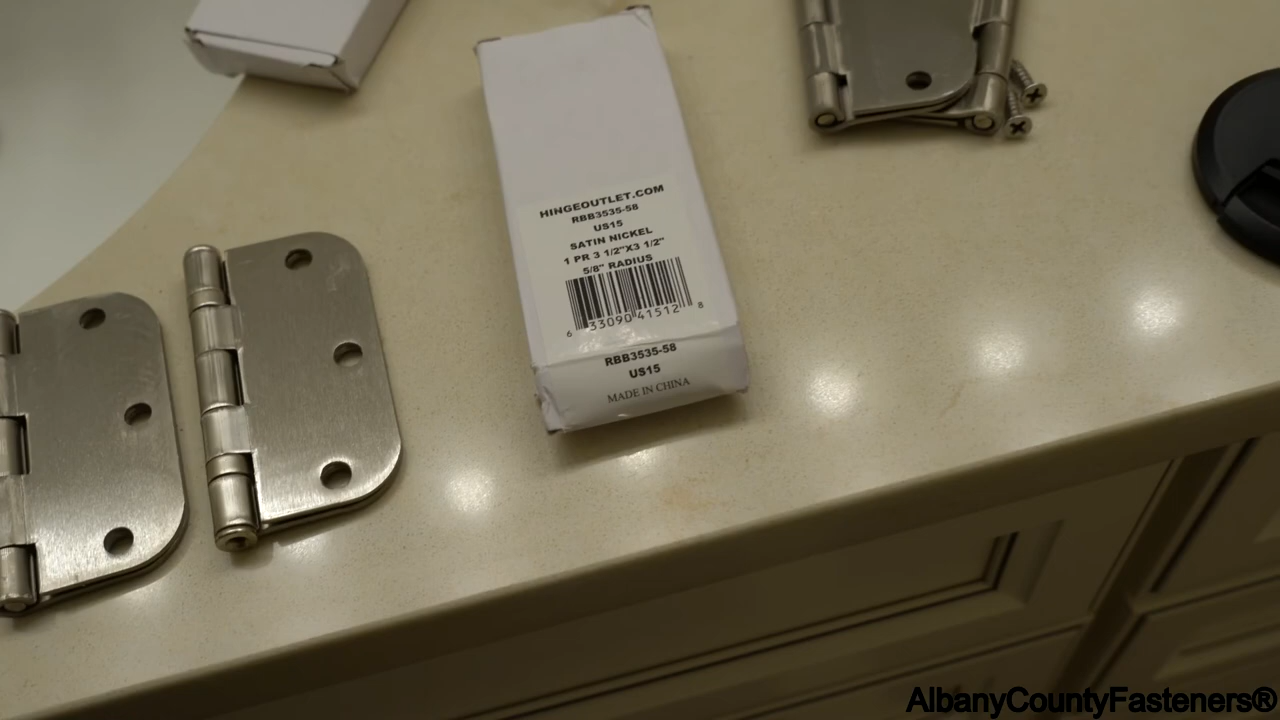 HINGEOUTLET.COM
RBB3535-58
US15
SATIN NICKEL
1 PR 3 1/2"X3 1/2"
5/8" RADIUS
6 33090 41512 8
RBB3535-58
US15
MADE IN CHINA
AlbanyCountyFasteners®